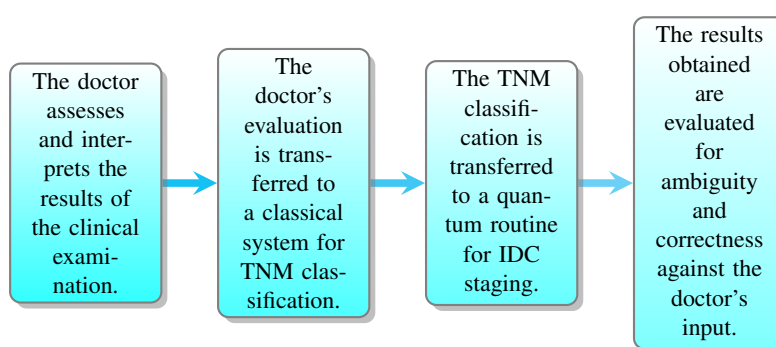 The doctor
assesses
and inter-
prets the
results of
the clinical
exami-
nation.
The
doctor's
evaluation
is trans-
ferred to
a classical
system for
TNM clas-
sification.
The TNM
classifi-
cation is
transferred
to a quan-
tum routine
for IDC
staging.
The results
obtained
are
evaluated
for
ambiguity
and
correctness
against the
doctor's
input.